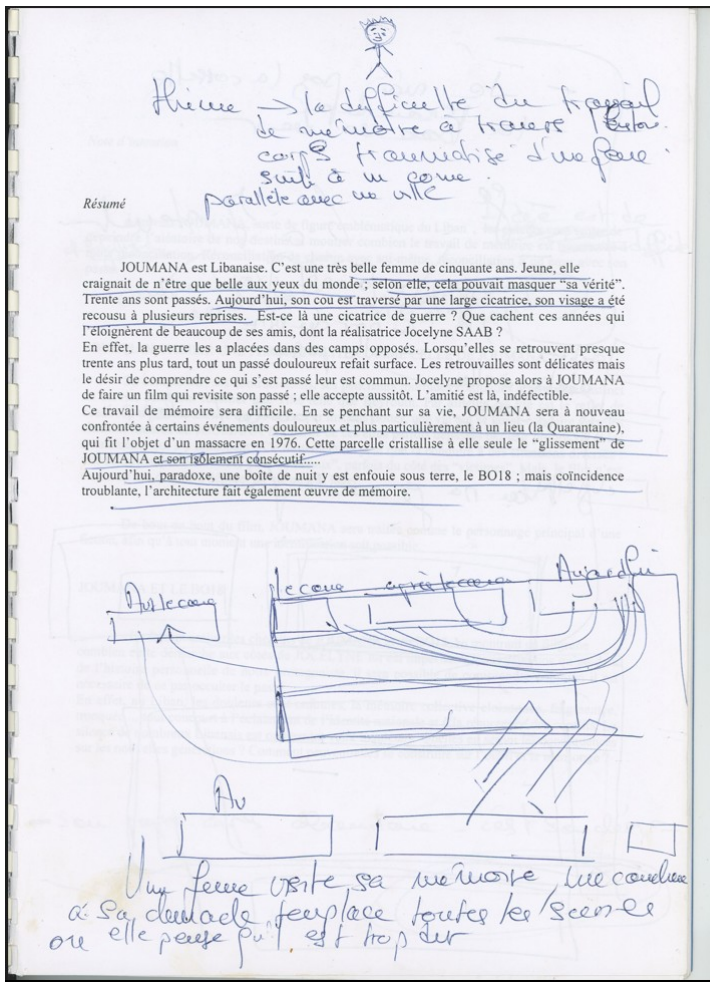 thème → la difficulté du travail
de mémoire à travers
corps traumatisé d'une femme
suite à un coma.
parallèle avec une ville
Résumé
JOUMANA est Libanaise. C'est une très belle femme de cinquante ans. Jeune, elle
craignait de n'être que belle aux yeux du monde ; selon elle, cela pouvait masquer "sa vérité".
Trente ans sont passés. Aujourd'hui, son cou est traversé par une large cicatrice, son visage a été
recousu à plusieurs reprises. Est-ce là une cicatrice de guerre ? Que cachent ces années qui
l'éloignèrent de beaucoup de ses amis, dont la réalisatrice Jocelyne SAAB ?
En effet, la guerre les a placées dans des camps opposés. Lorsqu'elles se retrouvent presque
trente ans plus tard, tout un passé douloureux refait surface. Les retrouvailles sont délicates mais
le désir de comprendre ce qui s'est passé leur est commun. Jocelyne propose alors à JOUMANA
de faire un film qui revisite son passé ; elle accepte aussitôt. L'amitié est là, indéfectible.
Ce travail de mémoire sera difficile. En se penchant sur sa vie, JOUMANA sera à nouveau
confrontée à certains événements douloureux et plus particulièrement à un lieu (la Quarantaine),
qui fit l'objet d'un massacre en 1976. Cette parcelle cristallise à elle seule le "glissement" de
JOUMANA et son isolement consécutif.....
Aujourd'hui, paradoxe, une boîte de nuit y est enfouie sous terre, le BO18 ; mais coïncidence
troublante, l'architecture fait également œuvre de mémoire.
Avt le coma le coma après le coma Aujourd'hui
Av
Une femme visite sa mémoire, une
à sa demande remplace toutes les scènes
où elle pense qu'il est trop dur